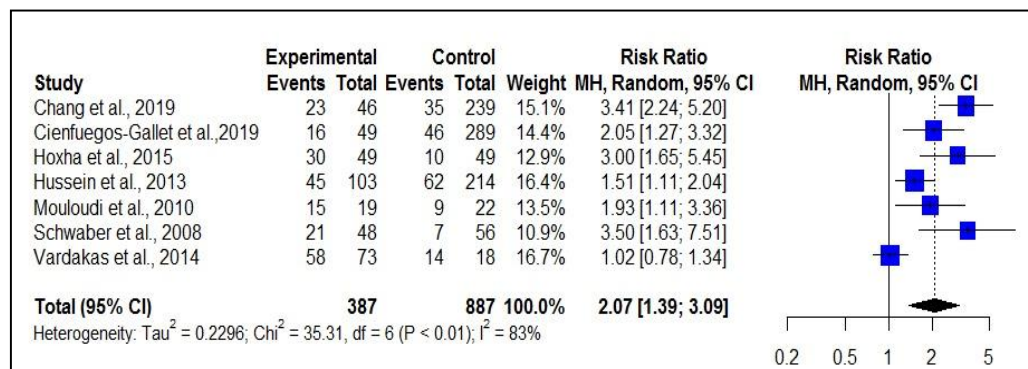 Experimental Control Risk Ratio Risk Ratio
Study Events Total Events Total Weight MH, Random, 95% CI MH, Random, 95% CI
Chang et al., 2019 23 46 35 239 15.1% 3.41 [2.24; 5.20]
Cienfuegos-Gallet et al.,2019 16 49 46 289 14.4% 2.05 [1.27; 3.32]
Hoxha et al., 2015 30 49 10 49 12.9% 3.00 [1.65; 5.45]
Hussein et al., 2013 45 103 62 214 16.4% 1.51 [1.11; 2.04]
Mouloudi et al., 2010 15 19 9 22 13.5% 1.93 [1.11; 3.36]
Schwaber et al., 2008 21 48 7 56 10.9% 3.50 [1.63; 7.51]
Vardakas et al., 2014 58 73 14 18 16.7% 1.02 [0.78; 1.34]
Total (95% CI) 387 887 100.0% 2.07 [1.39; 3.09]
Heterogeneity: Tau² = 0.2296; Chi² = 35.31, df = 6 (P < 0.01); I² = 83%
0.2 0.5 1 2 5